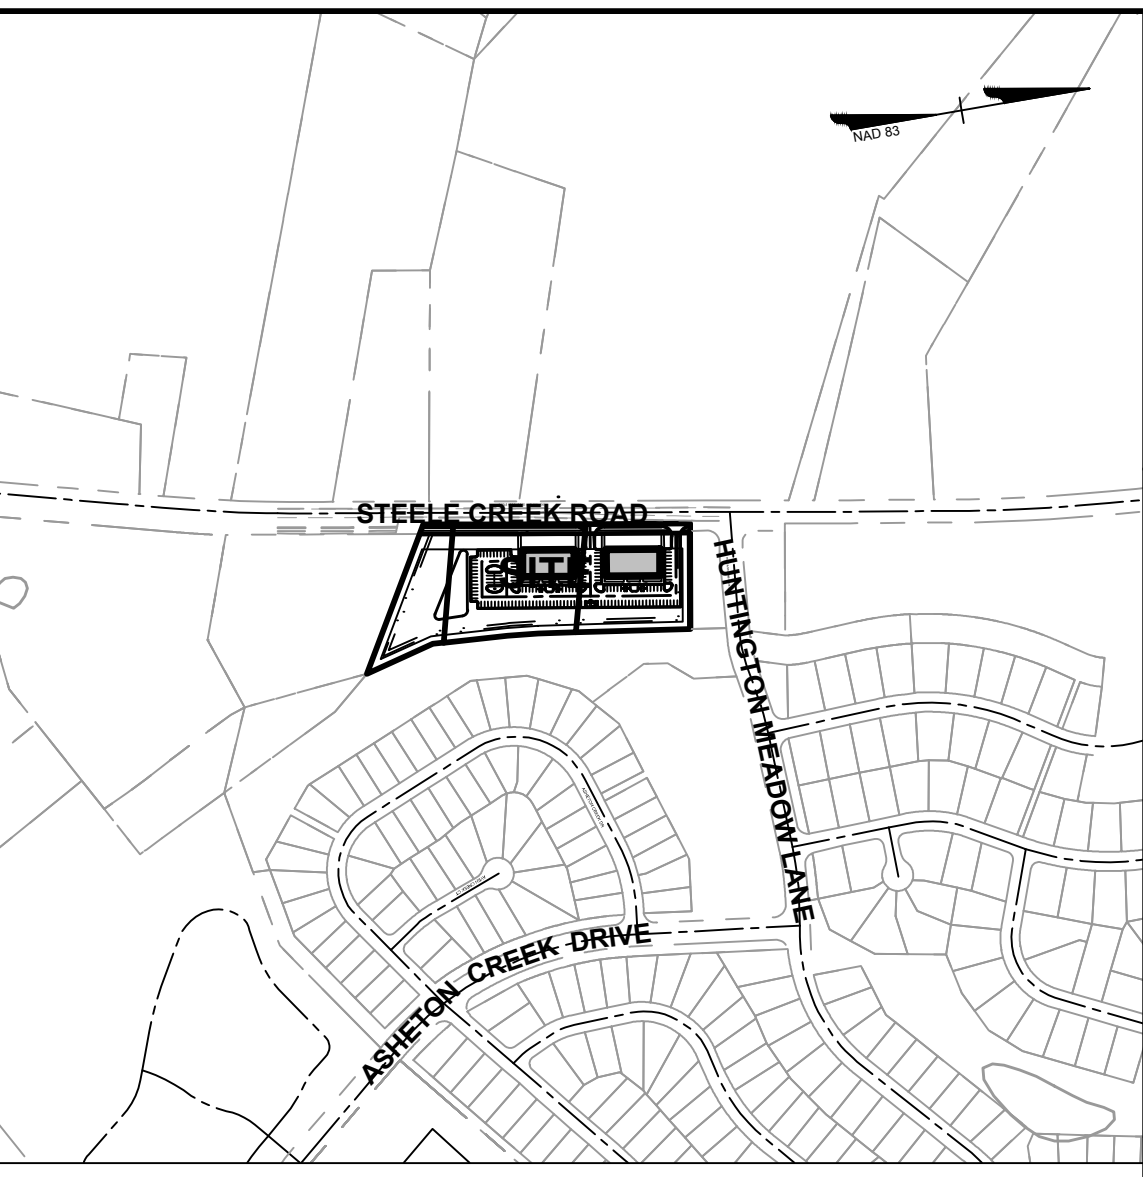 NAD 83
STEELE CREEK ROAD
SITE
HUNTINGTON MEADOW LANE
ASHETON CREEK DRIVE